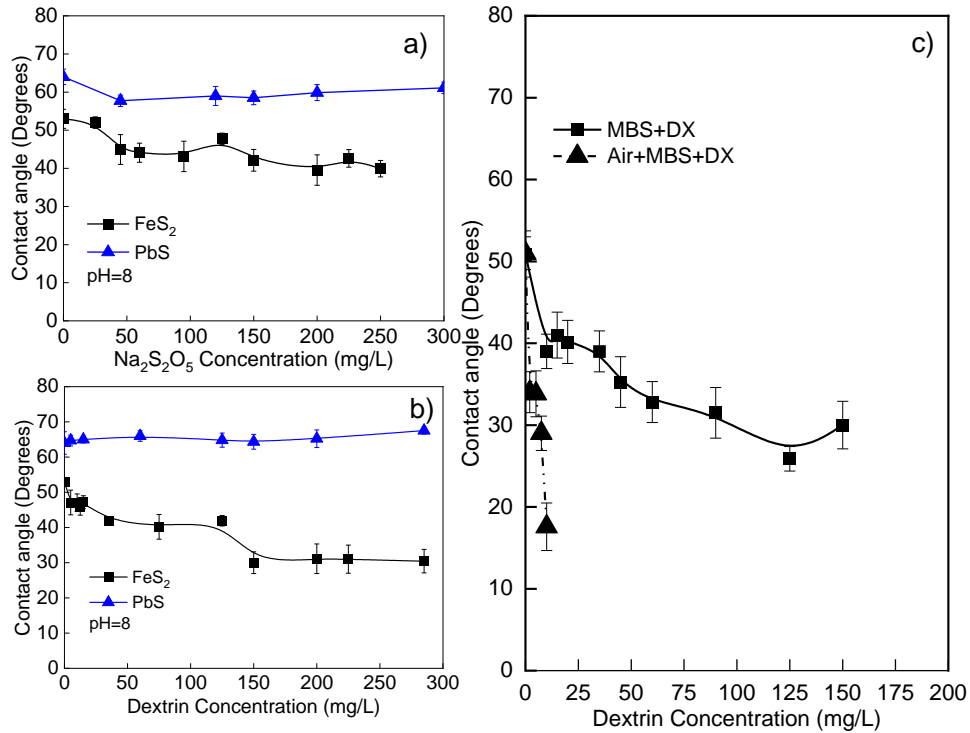 a)
80
70
60
50
40
30
20
10
0
Contact angle (Degrees)
FeS₂
PbS
pH=8
0 50 100 150 200 250 300
Na₂S₂O₅ Concentration (mg/L)
b)
80
70
60
50
40
30
20
10
0
Contact angle (Degrees)
FeS₂
PbS
pH=8
0 50 100 150 200 250 300
Dextrin Concentration (mg/L)
c)
80
70
60
50
40
30
20
10
0
Contact angle (Degrees)
MBS+DX
Air+MBS+DX
0 25 50 75 100 125 150 175 200
Dextrin Concentration (mg/L)